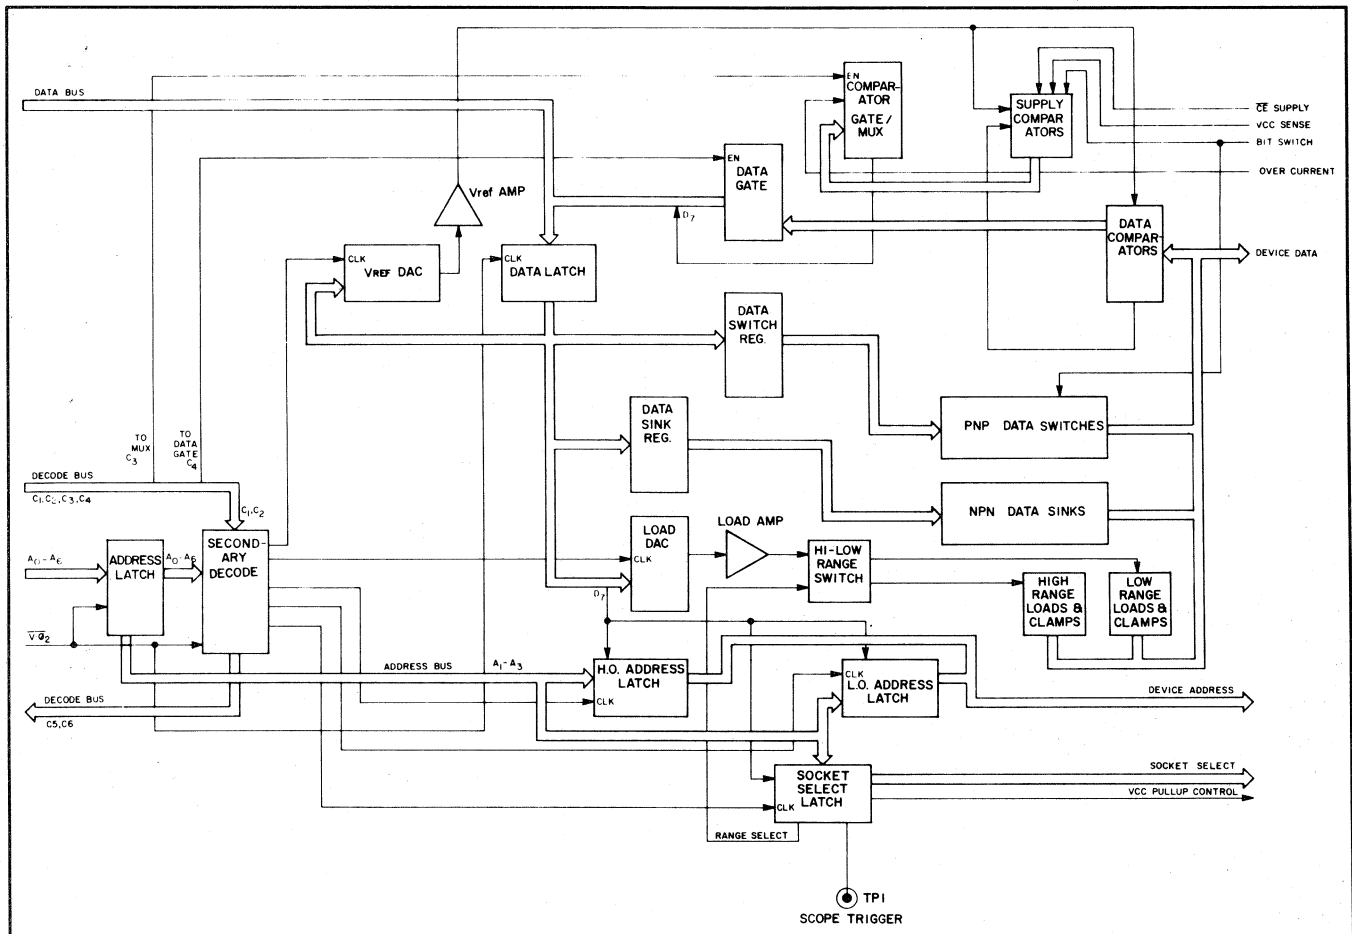 DATA BUS
EN
COMPAR-
ATOR
GATE /
MUX
SUPPLY
COMPAR
ATORS
CE SUPPLY
VCC SENSE
BIT SWITCH
OVER CURRENT
EN
DATA
GATE
D7
Vref AMP
DATA
COMPAR-
ATORS
DEVICE DATA
CLK
VREF DAC
CLK
DATA LATCH
DATA
SWITCH
REG.
TO
MUX
C3
TO
DATA
GATE
C4
DATA
SINK
REG.
PNP DATA SWITCHES
DECODE BUS
C1,C2,C3,C4
C1,C2
NPN DATA SINKS
A0-A6
ADDRESS
LATCH
A0-A6
SECOND-
ARY
DECODE
LOAD
DAC
CLK
LOAD AMP
HI-LOW
RANGE
SWITCH
HIGH
RANGE
LOADS &
CLAMPS
LOW
RANGE
LOADS &
CLAMPS
D7
V·Φ2
ADDRESS BUS
A1-A3
H.O. ADDRESS
LATCH
CLK
CLK
L.O. ADDRESS
LATCH
DEVICE ADDRESS
DECODE BUS
C5,C6
SOCKET
SELECT
LATCH
CLK
SOCKET SELECT
VCC PULLUP CONTROL
RANGE SELECT
TP1
SCOPE TRIGGER